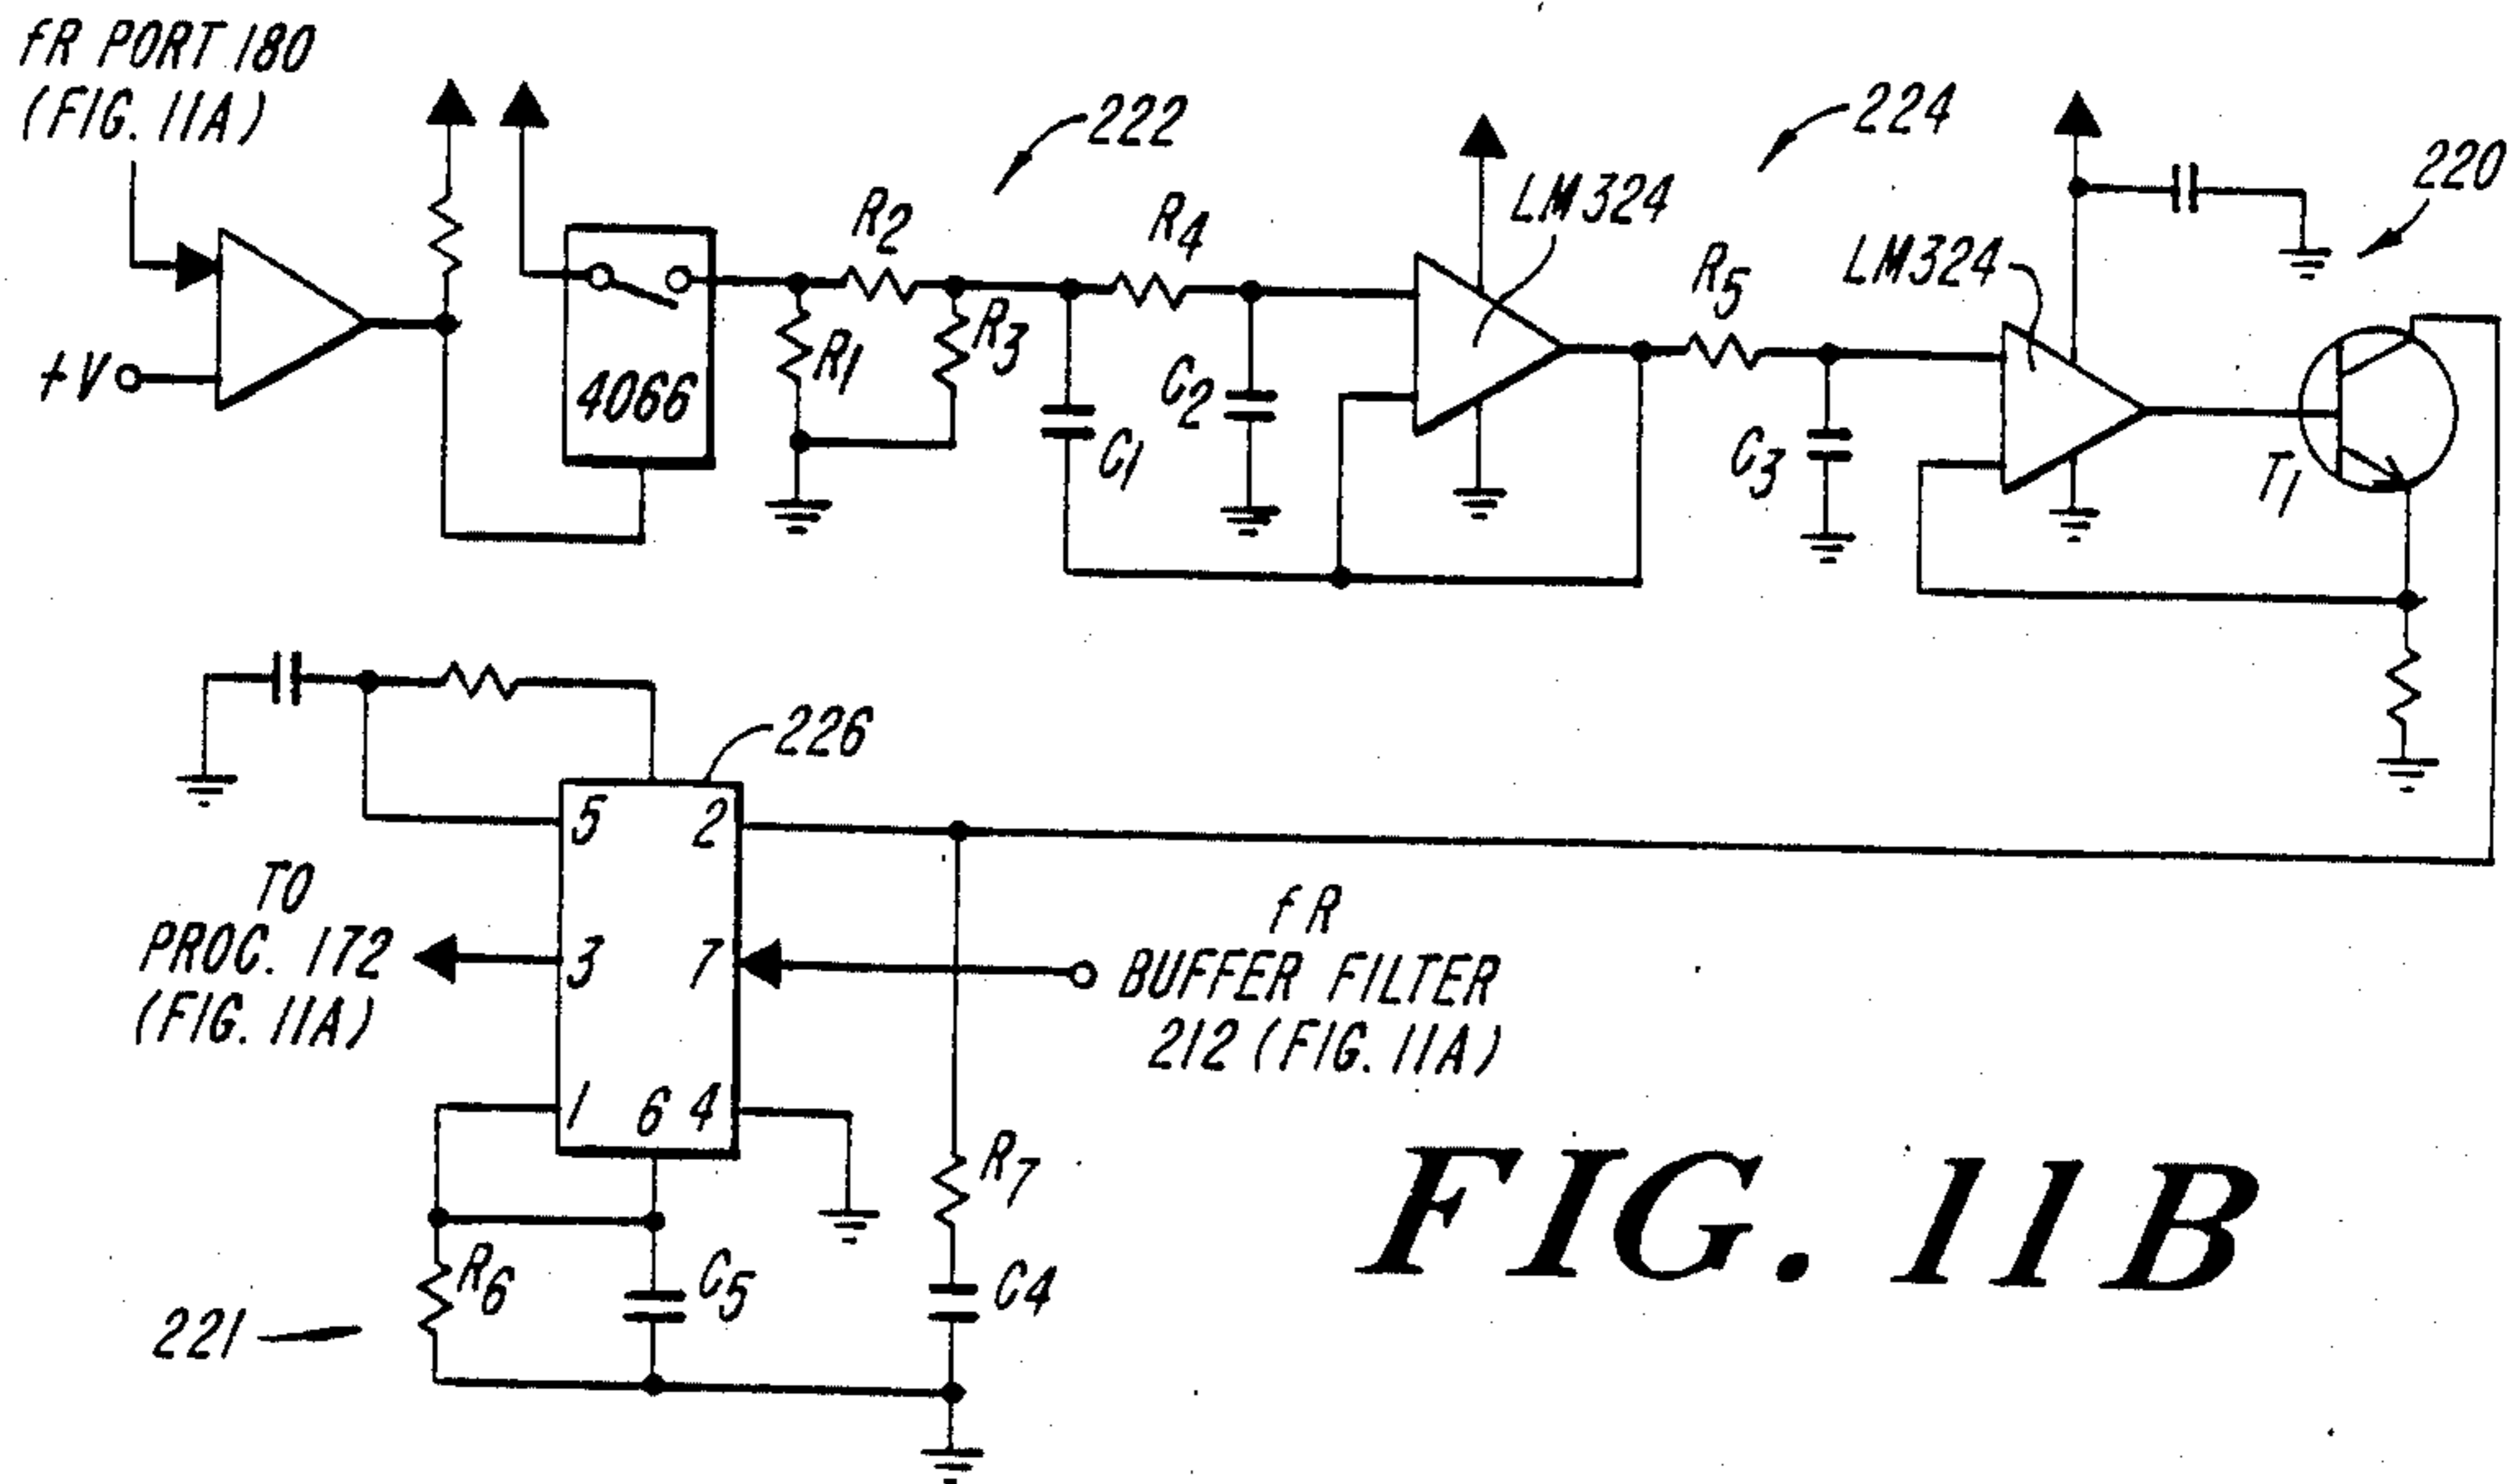 fR PORT 180
(FIG. 11A)
222
224
220
LM324
LM324
R2
R4
R5
+V
4066
R1
R3
C1
C2
C3
T1
226
5
2
TO
PROC. 172
(FIG. 11A)
3
7
fR
BUFFER FILTER
212 (FIG. 11A)
1
6
4
R6
C5
R7
C4
221
FIG. 11B